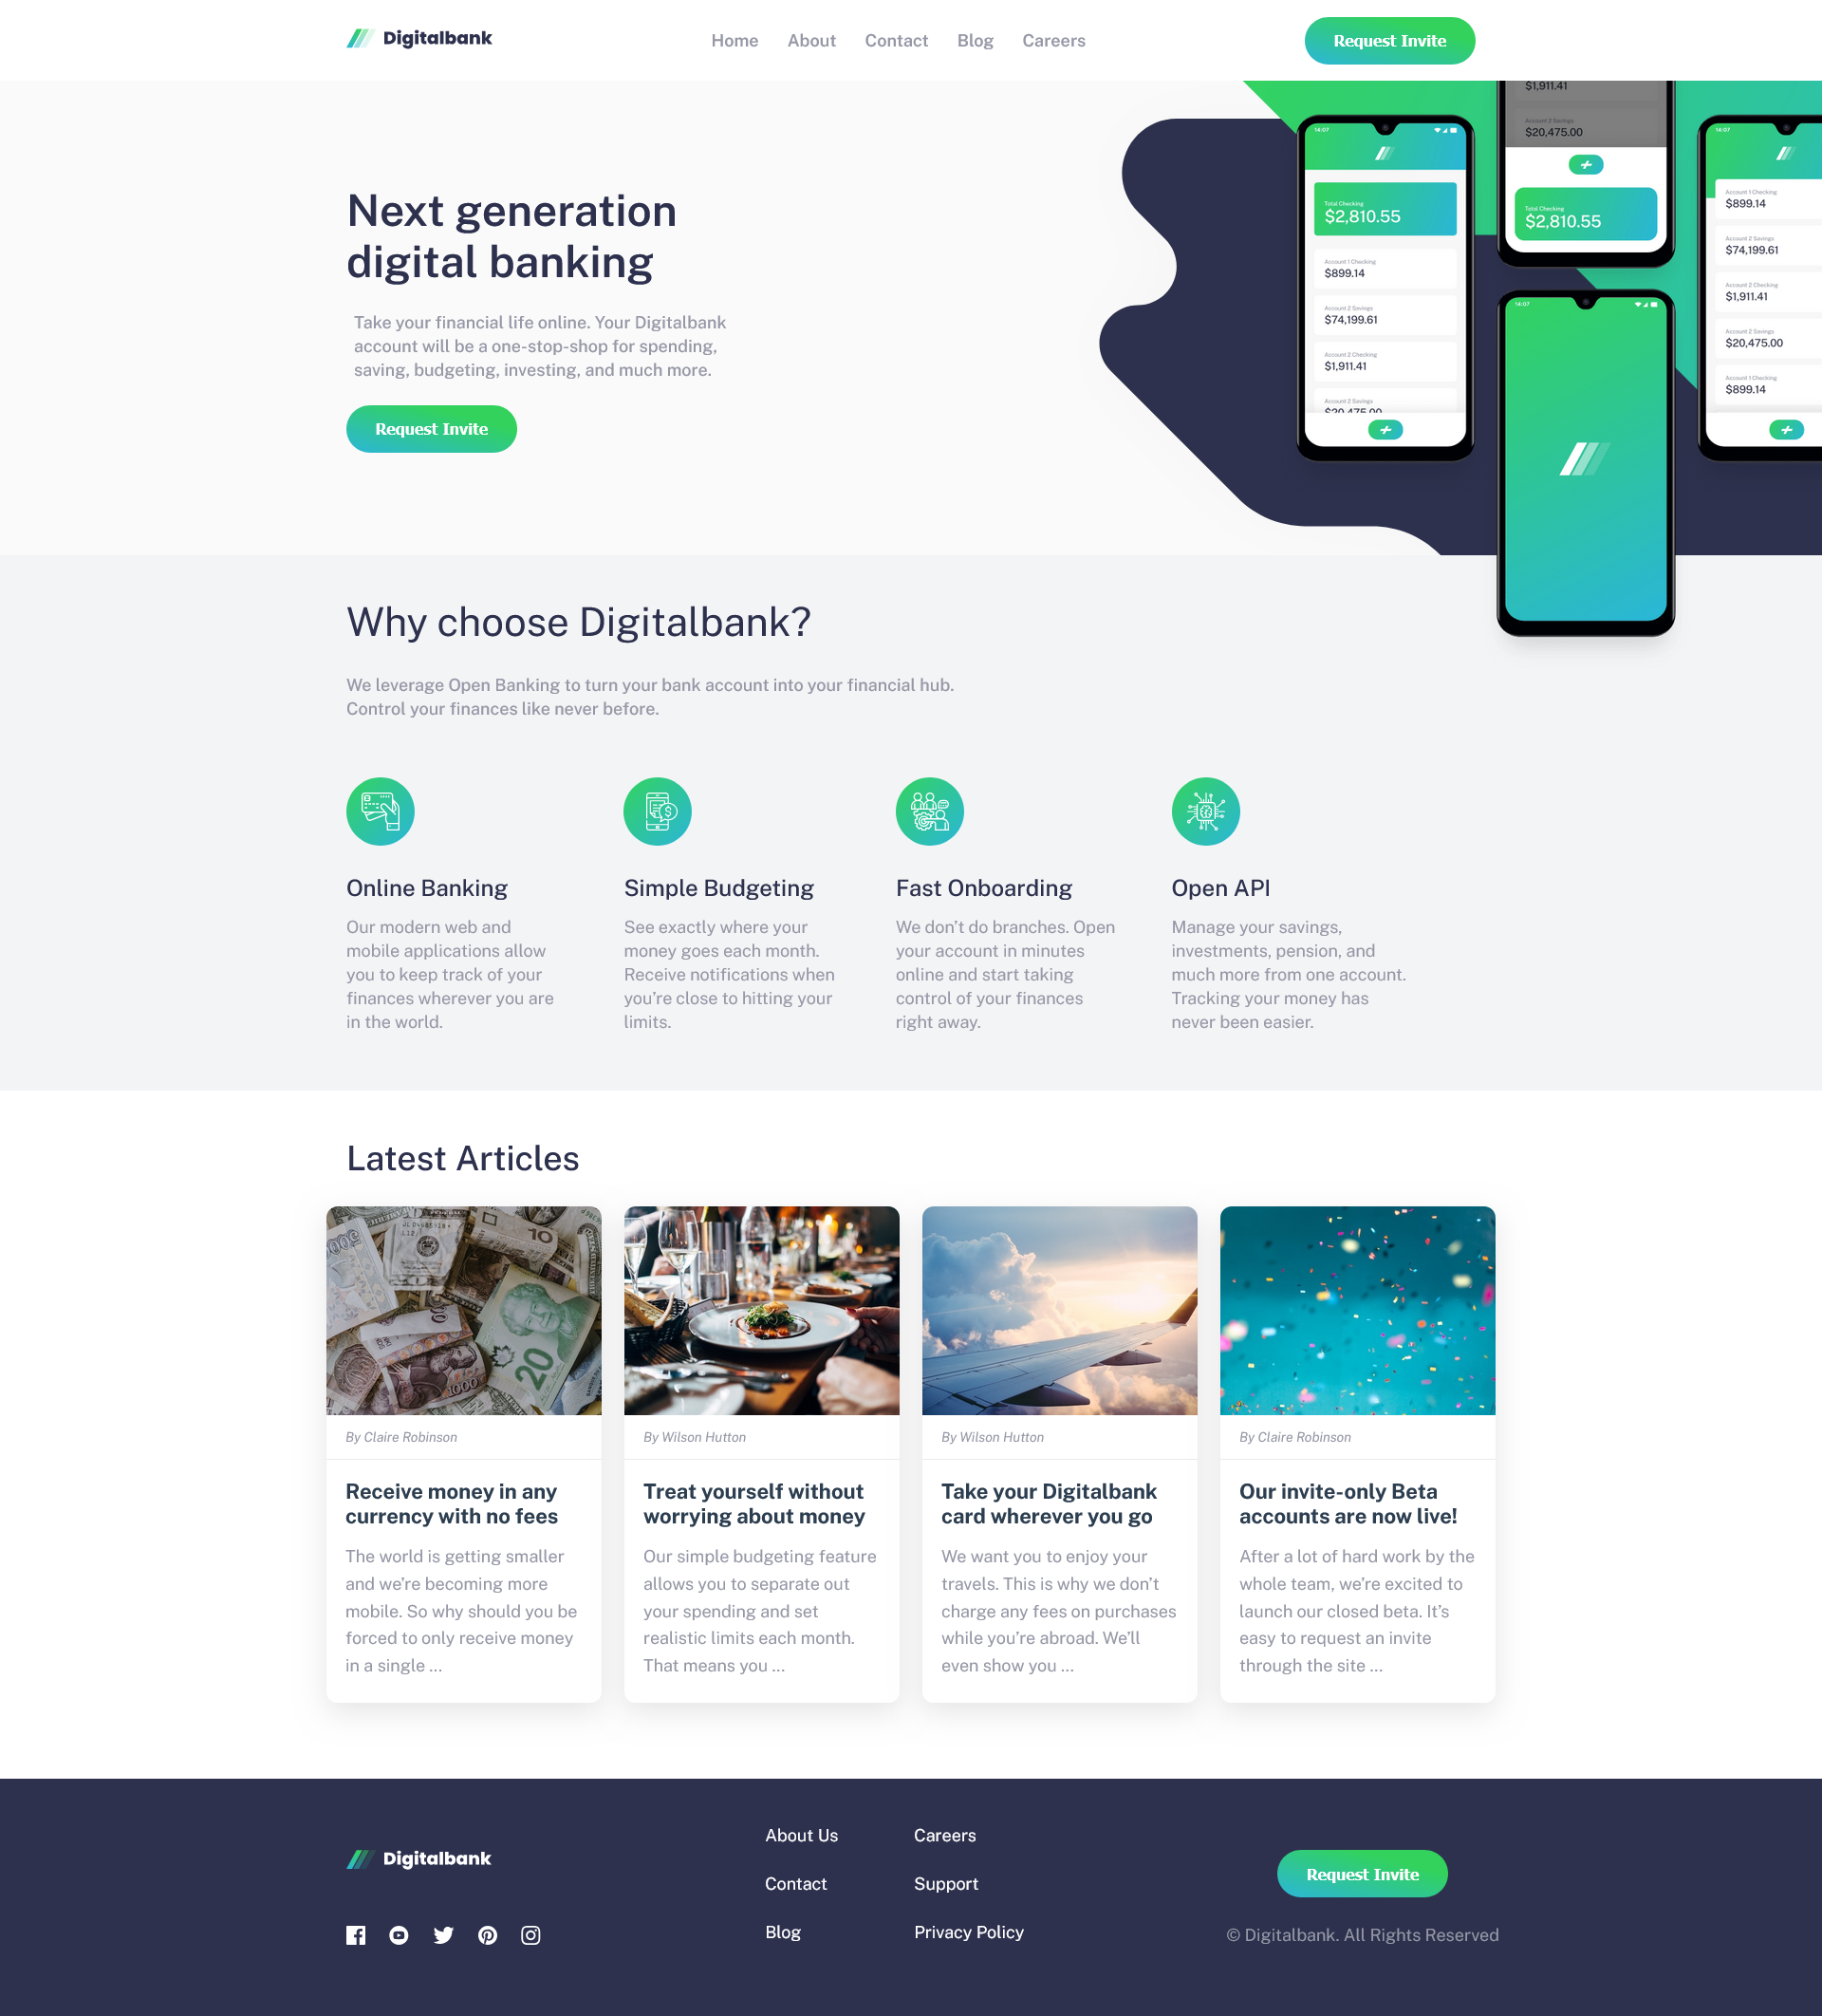 Digitalbank
Home About Contact Blog Careers
Request Invite
Next generation
digital banking
Take your financial life online. Your Digitalbank
account will be a one-stop-shop for spending,
saving, budgeting, investing, and much more.
Request Invite
14:07
Total Checking
$2,810.55
Account 1 Checking
$899.14
Account 2 Savings
$74,199.61
Account 2 Checking
$1,911.41
Account 2 Savings
$20,475.00
$1,911.41
Account 2 Savings
$20,475.00
Total Checking
$2,810.55
14:07
14:07
Account 1 Checking
$899.14
Account 2 Savings
$74,199.61
Account 2 Checking
$1,911.41
Account 2 Savings
$20,475.00
Account 1 Checking
$899.14
Why choose Digitalbank?
We leverage Open Banking to turn your bank account into your financial hub.
Control your finances like never before.
Online Banking
Our modern web and
mobile applications allow
you to keep track of your
finances wherever you are
in the world.
Simple Budgeting
See exactly where your
money goes each month.
Receive notifications when
you’re close to hitting your
limits.
Fast Onboarding
We don’t do branches. Open
your account in minutes
online and start taking
control of your finances
right away.
Open API
Manage your savings,
investments, pension, and
much more from one account.
Tracking your money has
never been easier.
Latest Articles
10
20
1000
By Claire Robinson
Receive money in any
currency with no fees
The world is getting smaller
and we’re becoming more
mobile. So why should you be
forced to only receive money
in a single …
By Wilson Hutton
Treat yourself without
worrying about money
Our simple budgeting feature
allows you to separate out
your spending and set
realistic limits each month.
That means you …
By Wilson Hutton
Take your Digitalbank
card wherever you go
We want you to enjoy your
travels. This is why we don’t
charge any fees on purchases
while you’re abroad. We’ll
even show you …
By Claire Robinson
Our invite-only Beta
accounts are now live!
After a lot of hard work by the
whole team, we’re excited to
launch our closed beta. It’s
easy to request an invite
through the site …
Digitalbank
About Us
Contact
Blog
Careers
Support
Privacy Policy
Request Invite
© Digitalbank. All Rights Reserved